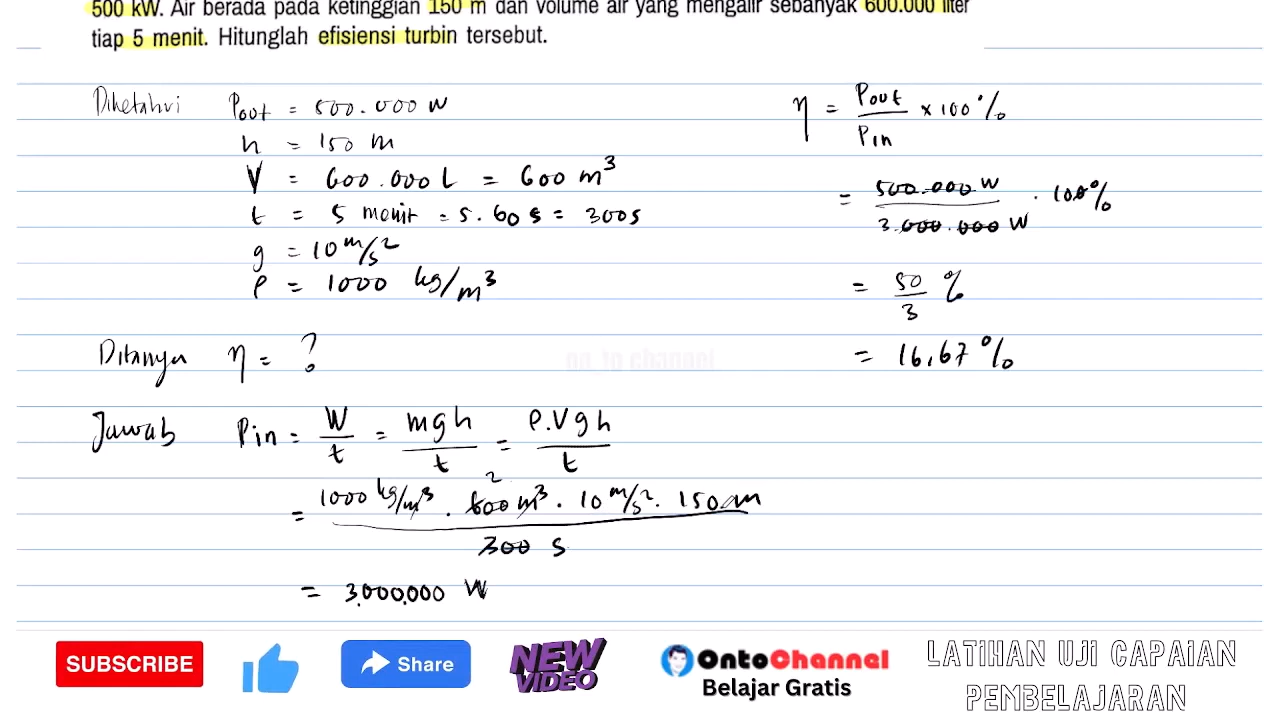 500 kW. Air berada pada ketinggian 150 m dan volume air yang mengalir sebanyak 600.000 liter
tiap 5 menit. Hitunglah efisiensi turbin tersebut.
Diketahui Pout = 500.000 W
h = 150 m
V = 600.000 L = 600 m³
t = 5 menit = 5.60 s = 300 s
g = 10 m/s²
ρ = 1000 kg/m³
Ditanya η = ?
Jawab Pin = W/t = mgh/t = ρ.Vgh/t
= 1000 kg/m³ . 600 m³ . 10 m/s² . 150 m / 300 s
2
= 3.000.000 W
η = Pout/Pin x 100%
= 500.000 W / 3.000.000 W . 100%
= 50/3 %
= 16,67 %
on_to channel
SUBSCRIBE
Share
NEW
VIDEO
OntoChannel
Belajar Gratis
LATIHAN UJI CAPAIAN
PEMBELAJARAN